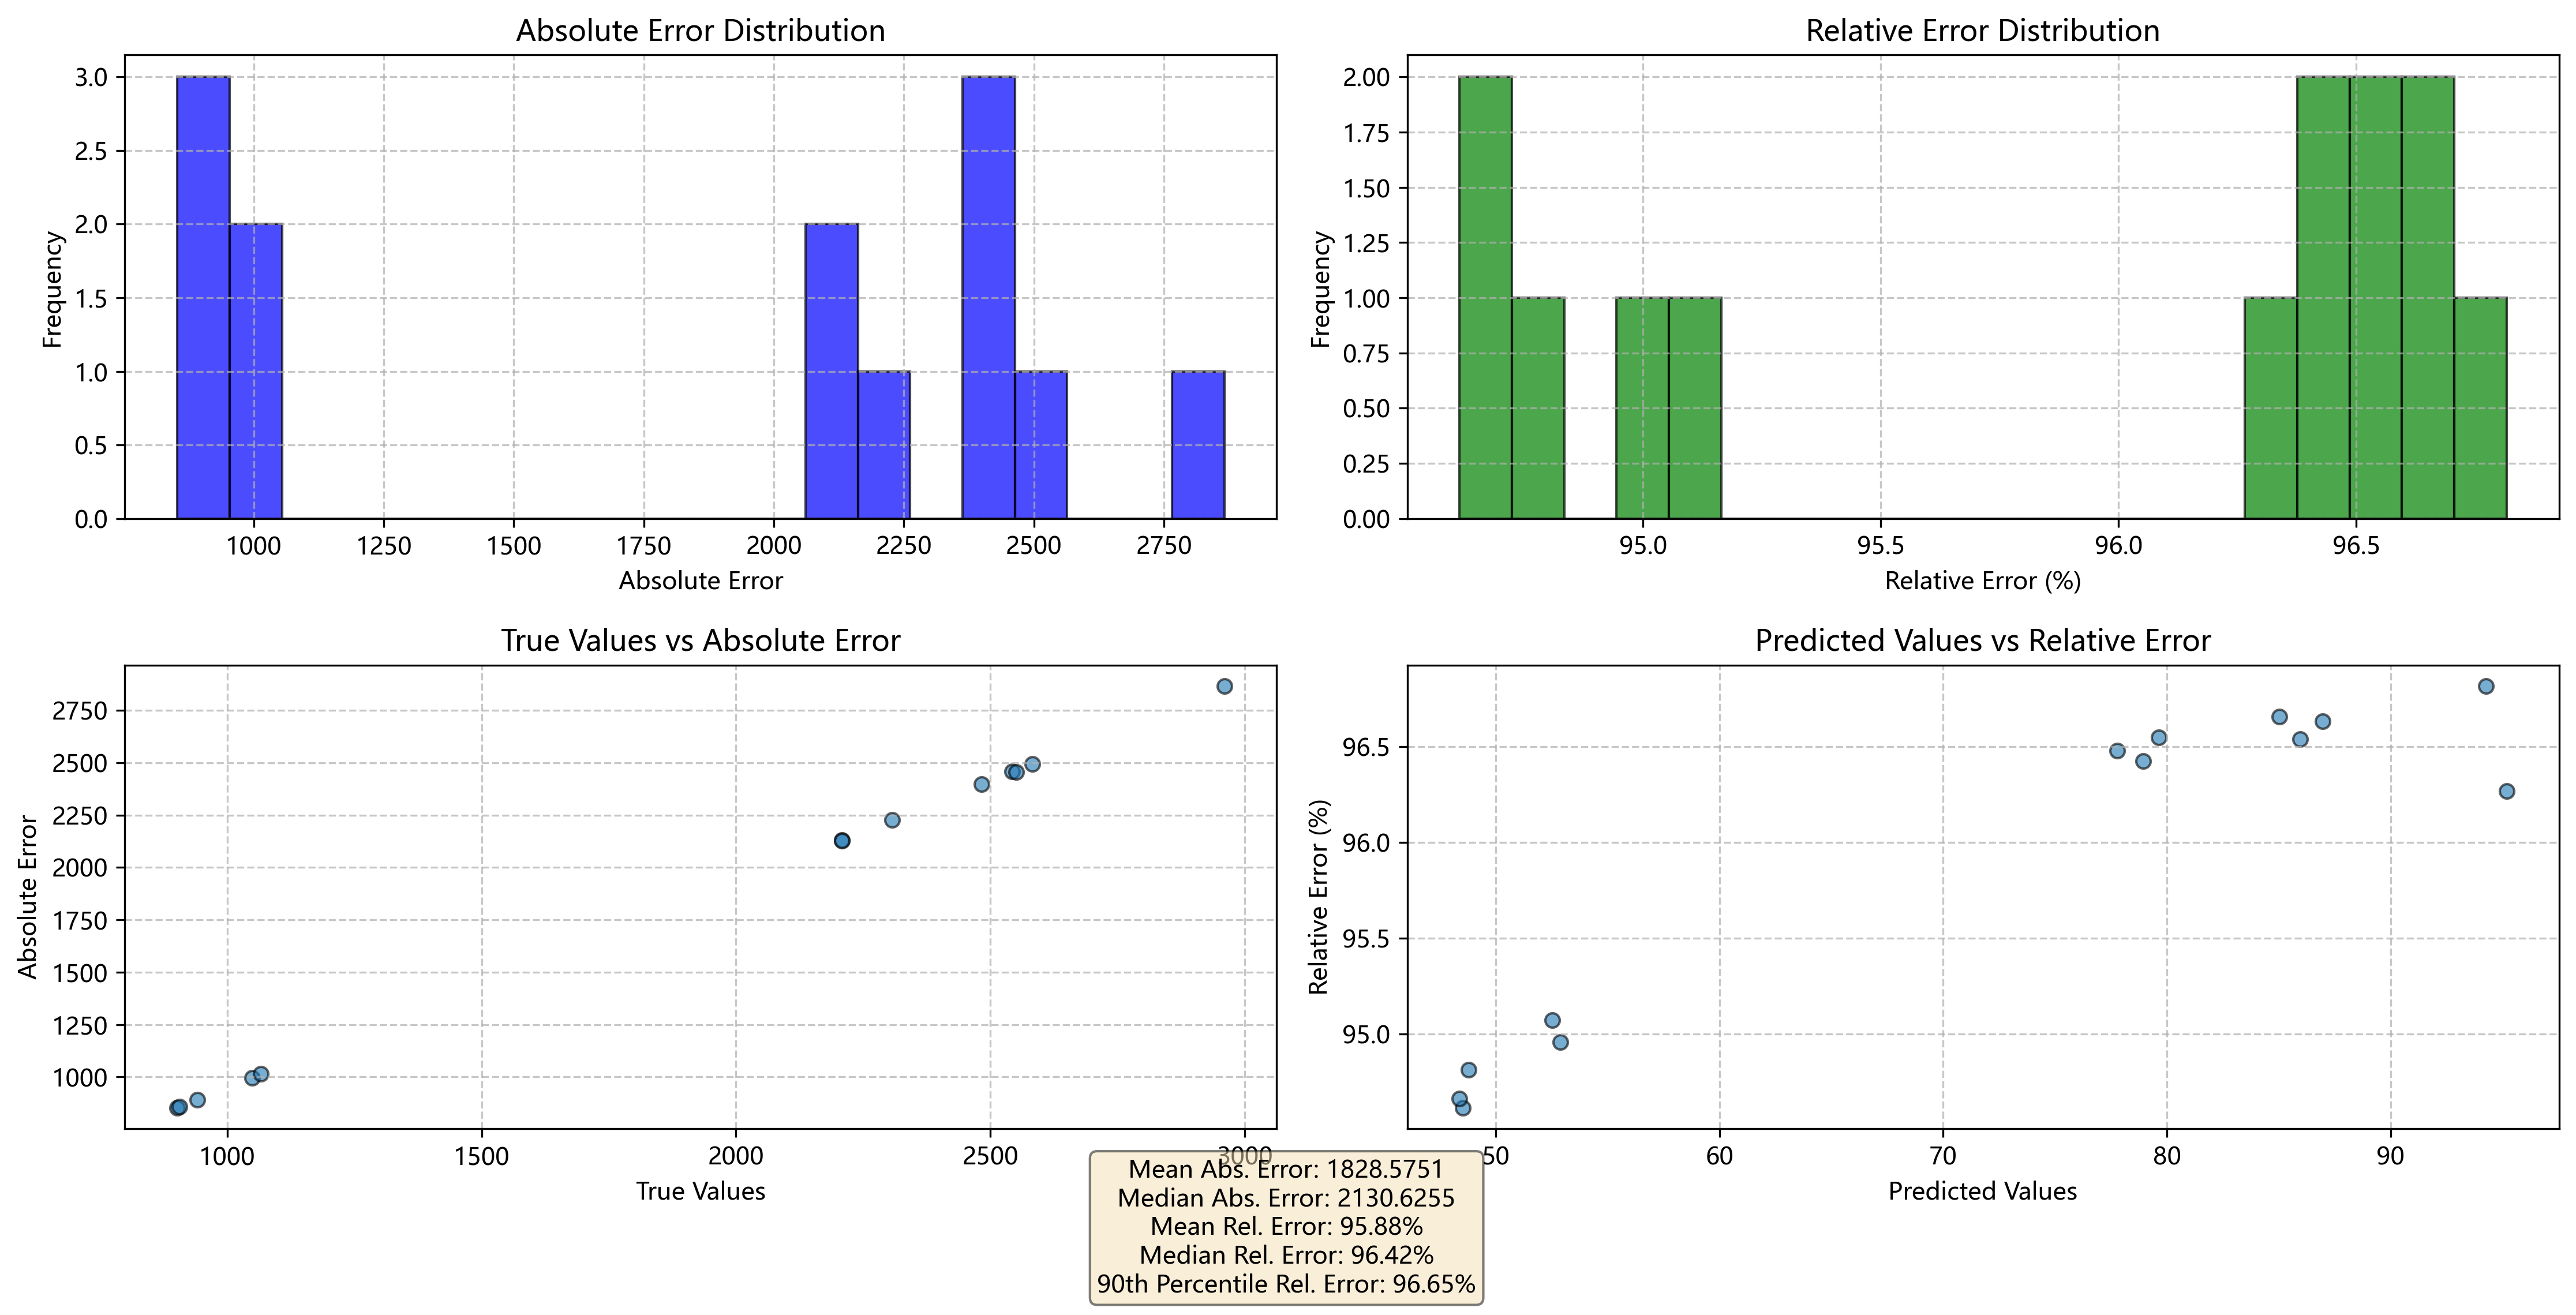 Absolute Error Distribution
3.0
2.5
2.0
1.5
1.0
0.5
0.0
Frequency
1000 1250 1500 1750 2000 2250 2500 2750
Absolute Error
Relative Error Distribution
2.00
1.75
1.50
1.25
1.00
0.75
0.50
0.25
0.00
Frequency
95.0 95.5 96.0 96.5
Relative Error (%)
True Values vs Absolute Error
2750
2500
2250
2000
1750
1500
1250
1000
Absolute Error
1000 1500 2000 2500 3000
True Values
Predicted Values vs Relative Error
96.5
96.0
95.5
95.0
Relative Error (%)
50 60 70 80 90
Predicted Values
Mean Abs. Error: 1828.5751
Median Abs. Error: 2130.6255
Mean Rel. Error: 95.88%
Median Rel. Error: 96.42%
90th Percentile Rel. Error: 96.65%